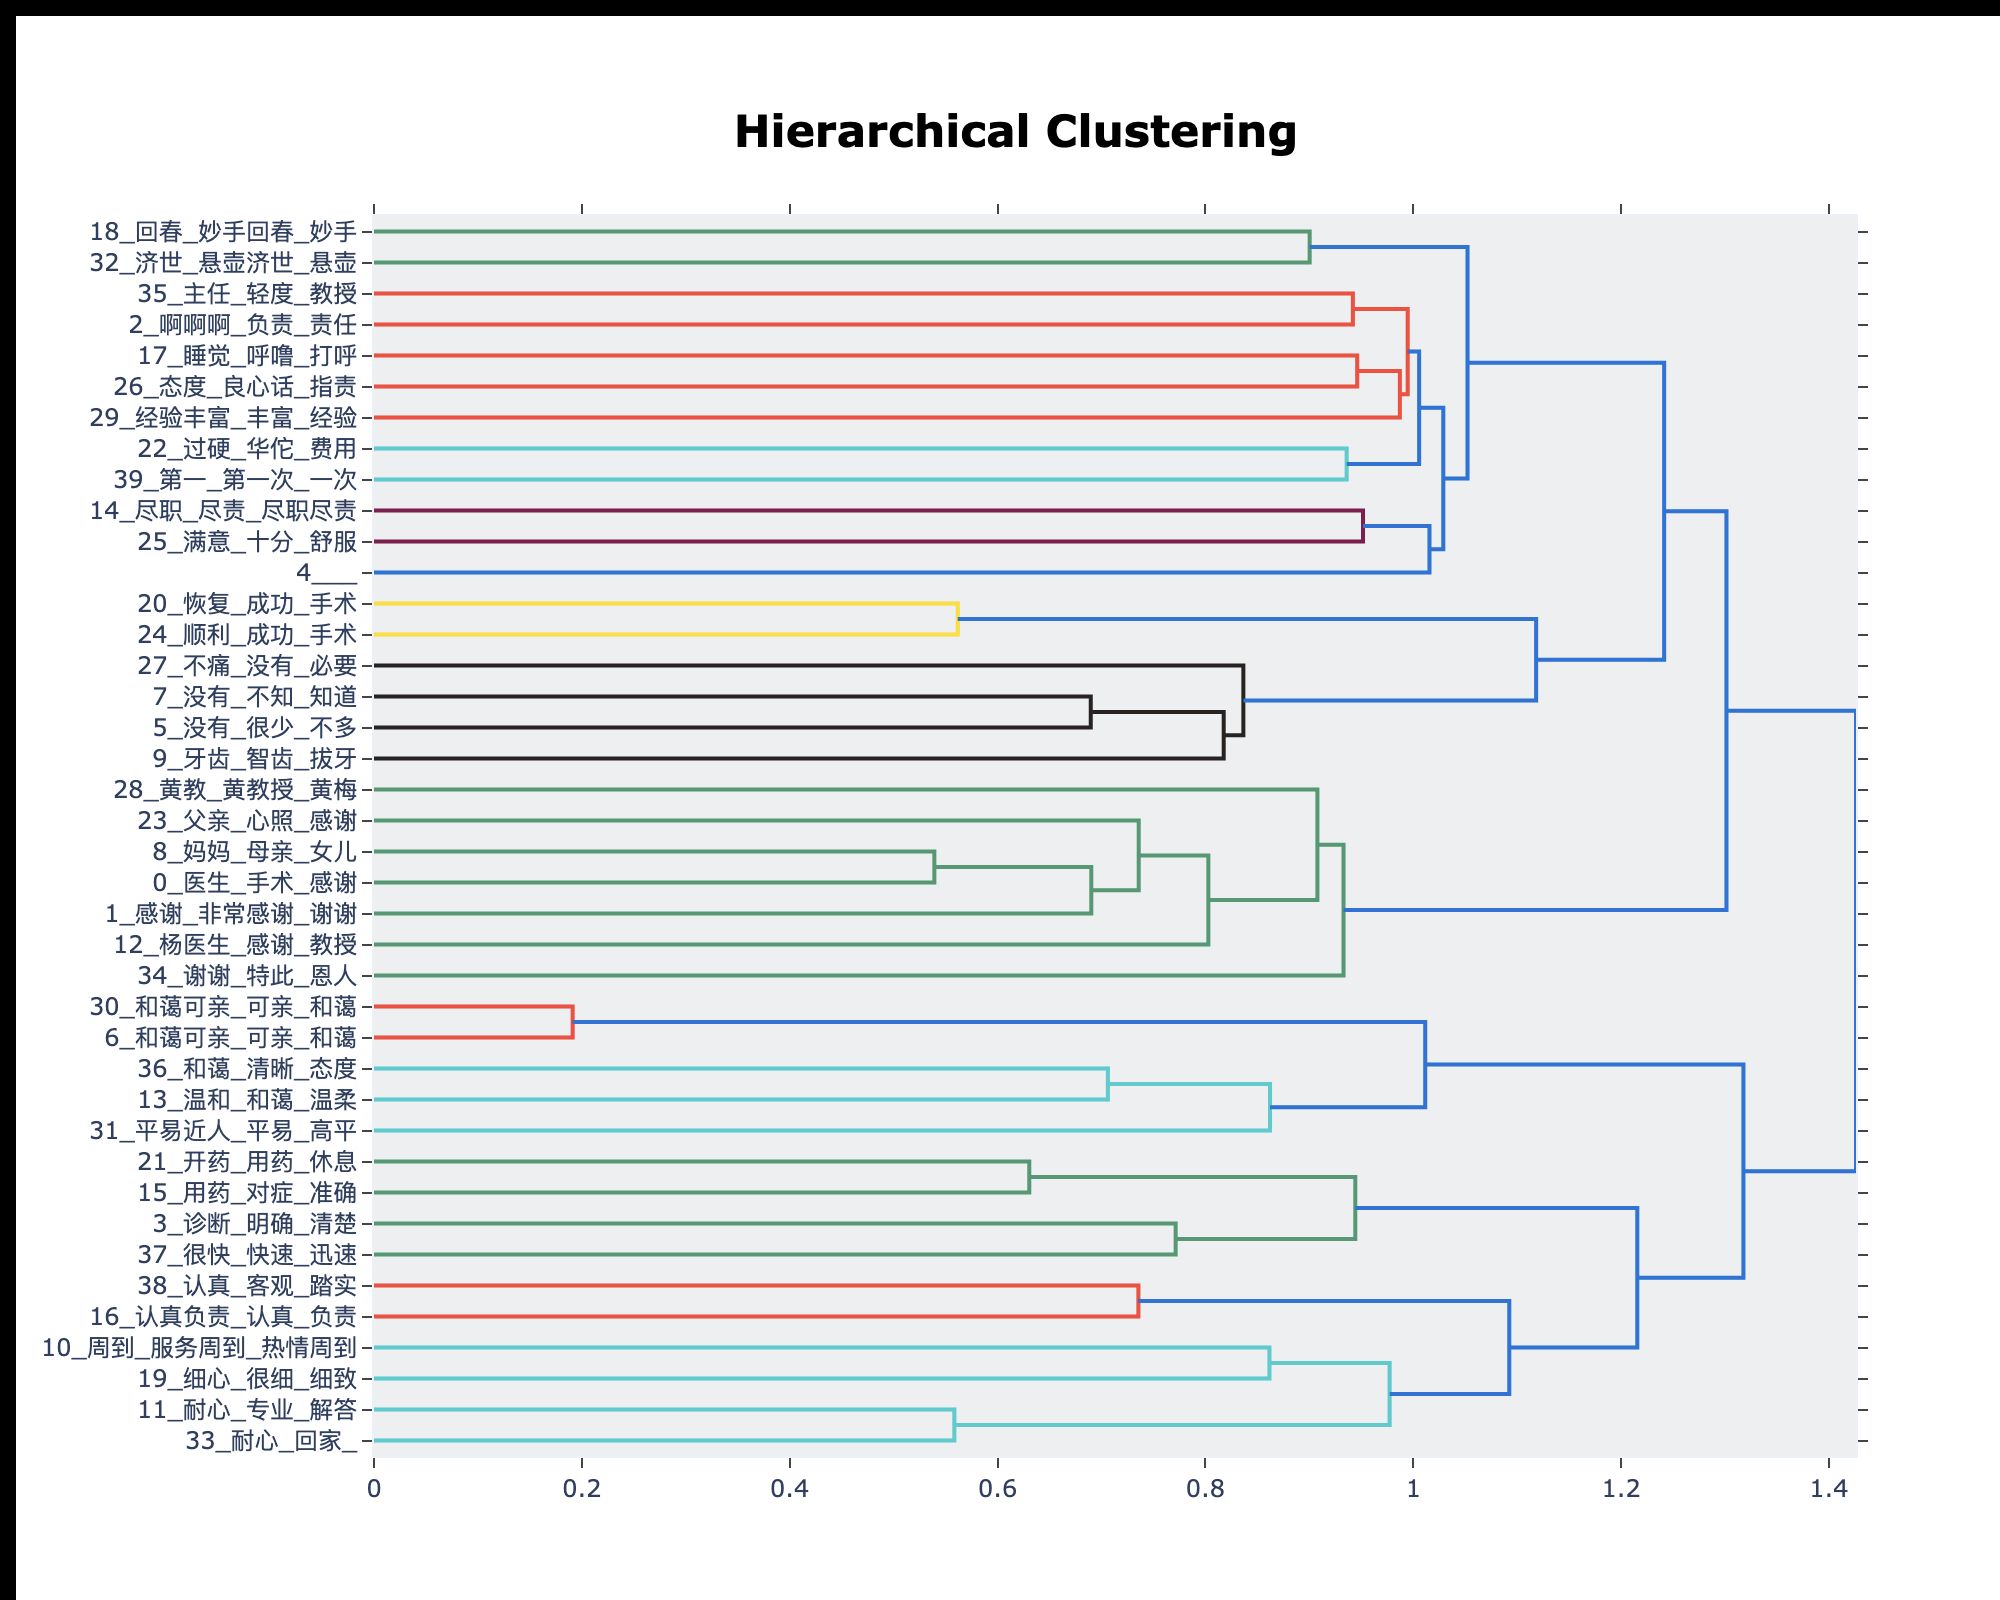 Hierarchical Clustering
18_回春_妙手回春_妙手
32_济世_悬壶济世_悬壶
35_主任_轻度_教授
2_啊啊啊_负责_责任
17_睡觉_呼噜_打呼
26_态度_良心话_指责
29_经验丰富_丰富_经验
22_过硬_华佗_费用
39_第一_第一次_一次
14_尽职_尽责_尽职尽责
25_满意_十分_舒服
4___
20_恢复_成功_手术
24_顺利_成功_手术
27_不痛_没有_必要
7_没有_不知_知道
5_没有_很少_不多
9_牙齿_智齿_拔牙
28_黄教_黄教授_黄梅
23_父亲_心照_感谢
8_妈妈_母亲_女儿
0_医生_手术_感谢
1_感谢_非常感谢_谢谢
12_杨医生_感谢_教授
34_谢谢_特此_恩人
30_和蔼可亲_可亲_和蔼
6_和蔼可亲_可亲_和蔼
36_和蔼_清晰_态度
13_温和_和蔼_温柔
31_平易近人_平易_高平
21_开药_用药_休息
15_用药_对症_准确
3_诊断_明确_清楚
37_很快_快速_迅速
38_认真_客观_踏实
16_认真负责_认真_负责
10_周到_服务周到_热情周到
19_细心_很细_细致
11_耐心_专业_解答
33_耐心_回家_
0 0.2 0.4 0.6 0.8 1 1.2 1.4